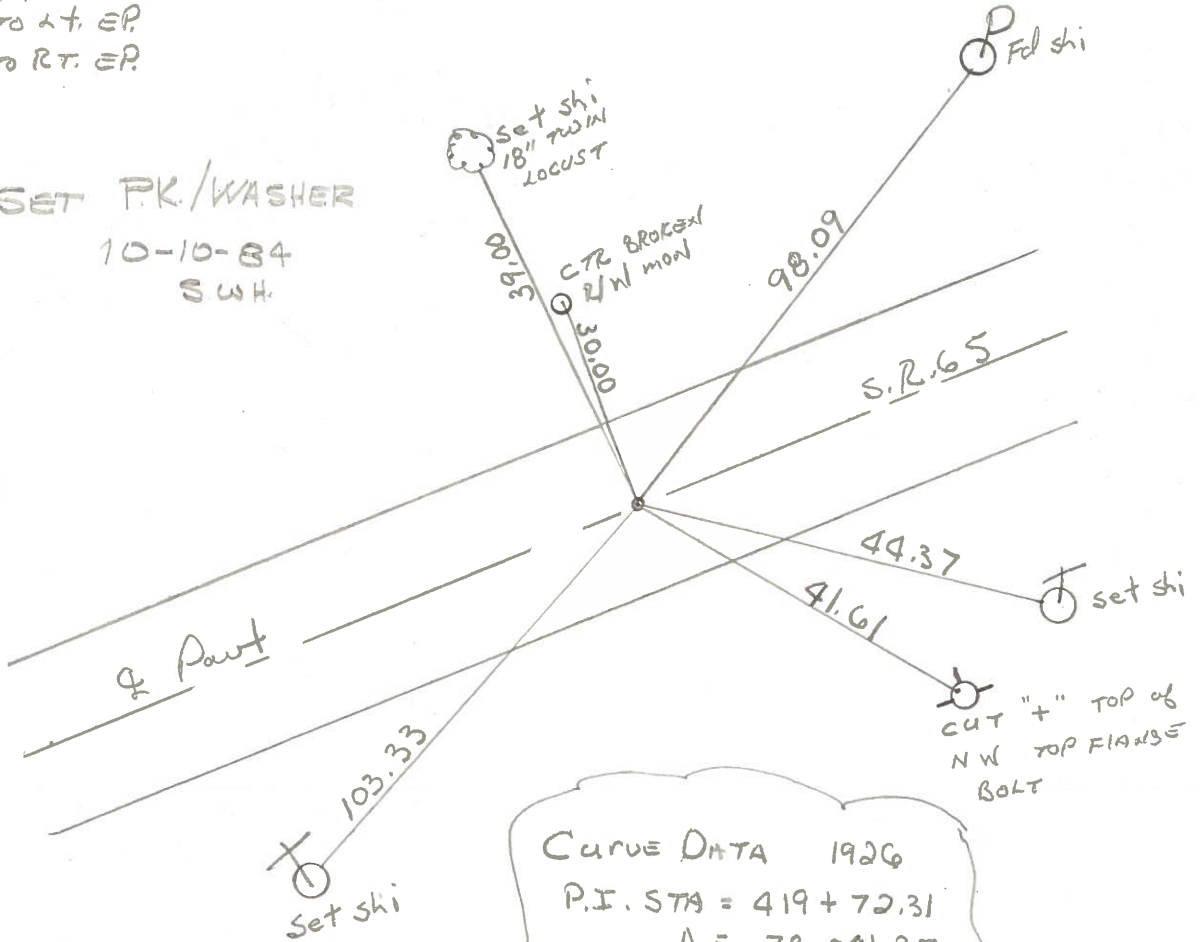 TO LT. EP.
TO RT. EP.
Fd shi
set shi
18" TWIN
LOCUST
SET P.K./WASHER
10-10-84
S.W.H.
CTR BROKEN
R/W MON
39.00
30.00
98.09
S.R.65
44.37
set shi
41.61
℄ Pavt
CUT "+" TOP of
NW TOP FLANGE
BOLT
103.33
set shi
CURVE DATA 1926
P.I. STA = 419+72.31